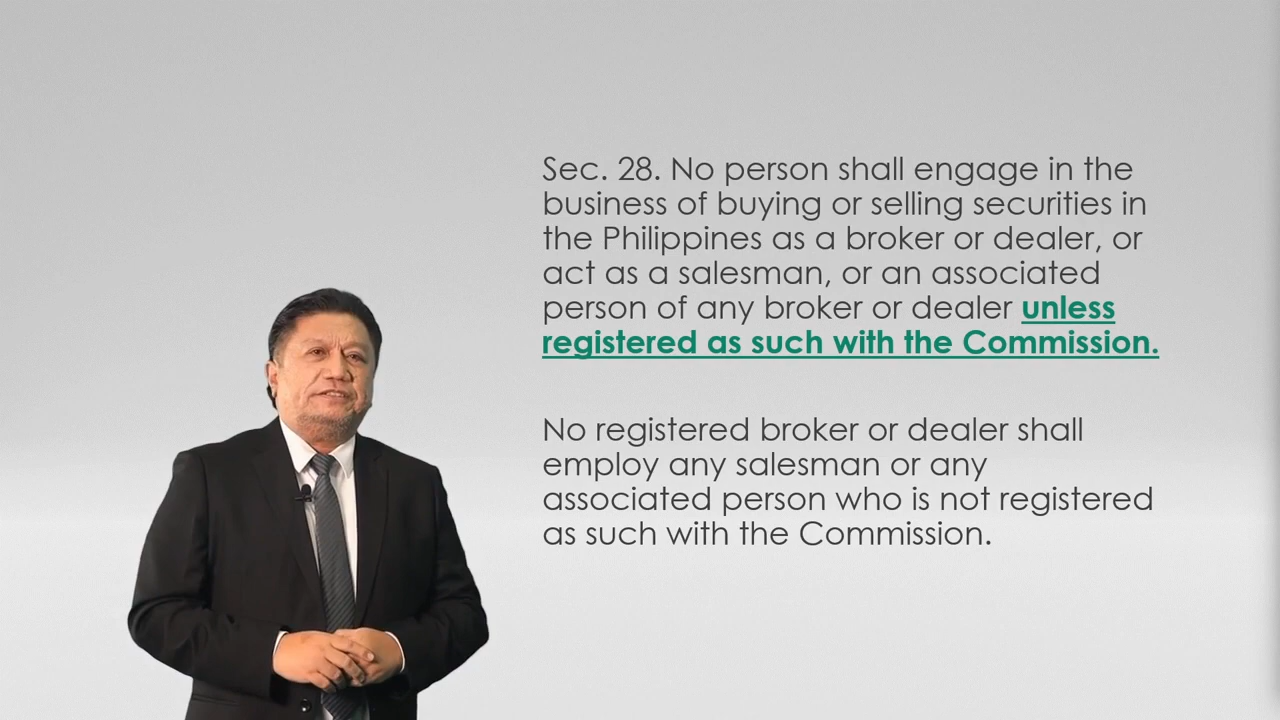 Sec. 28. No person shall engage in the
business of buying or selling securities in
the Philippines as a broker or dealer, or
act as a salesman, or an associated
person of any broker or dealer unless
registered as such with the Commission.
No registered broker or dealer shall
employ any salesman or any
associated person who is not registered
as such with the Commission.